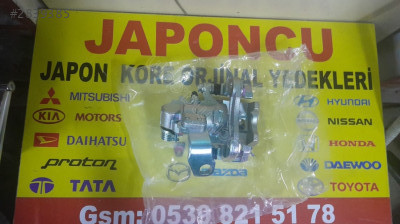 JAPONCU
JAPON KORE ORJİNAL YEDEKLERİ
MITSUBISHI
HYUNDAI
KIA MOTORS
NISSAN
DAIHATSU
HONDA
proton
DAEWOO
TATA
mazda
TOYOTA
Gsm: 0530 821 51 78